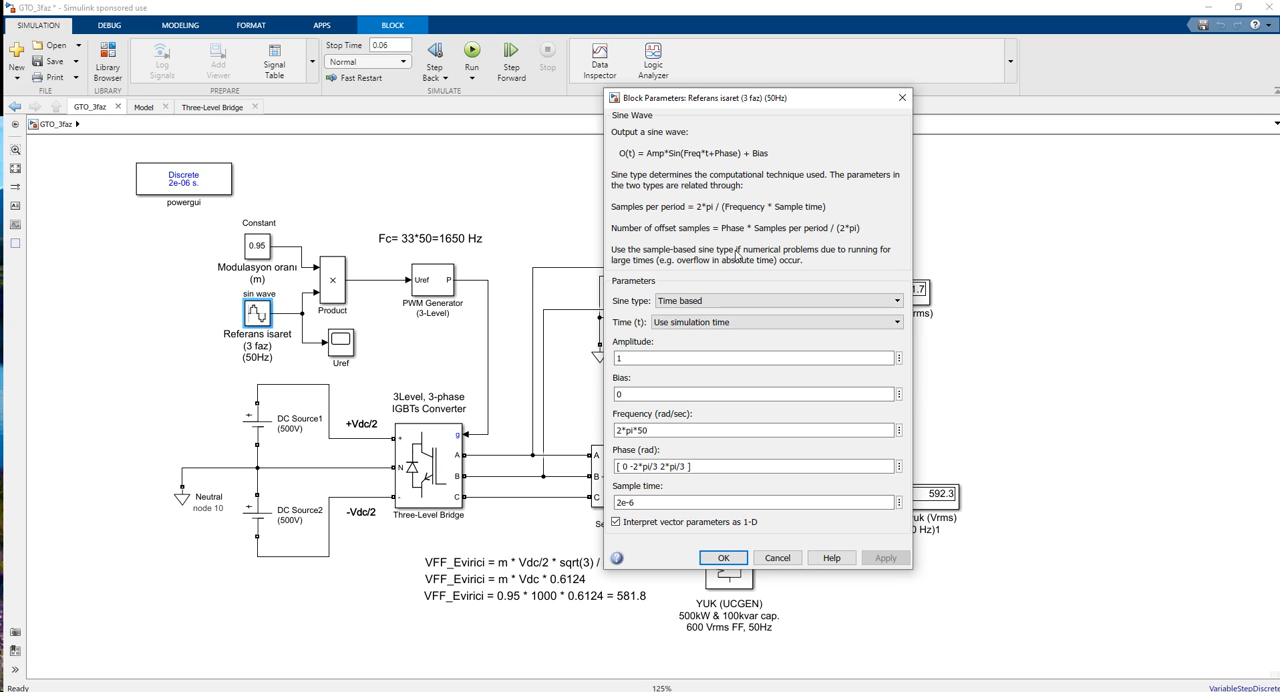 GTO_3faz * - Simulink sponsored use
SIMULATION DEBUG MODELING FORMAT APPS BLOCK
New
Open
Save
Print
FILE
Library
Browser
LIBRARY
Log
Signals
Add
Viewer
Signal
Table
PREPARE
Stop Time 0.06
Normal
Fast Restart
Step
Back
Run
Step
Forward
Stop
SIMULATE
Data
Inspector
Logic
Analyzer
GTO_3faz Model Three-Level Bridge
GTO_3faz
Discrete
2e-06 s.
powergui
Constant
0.95
Modulasyon oranı
(m)
sin wave
Referans isaret
(3 faz)
(50Hz)
×
Product
Uref
Fc= 33*50=1650 Hz
Uref P
PWM Generator
(3-Level)
DC Source1
(500V)
+Vdc/2
3Level, 3-phase
IGBTs Converter
g
+
N
-
A
B
C
Three-Level Bridge
Neutral
node 10
DC Source2
(500V)
-Vdc/2
A
B
C
Se
VFF_Evirici = m * Vdc/2 * sqrt(3) /
VFF_Evirici = m * Vdc * 0.6124
VFF_Evirici = 0.95 * 1000 * 0.6124 = 581.8
YUK (UCGEN)
500kW & 100kvar cap.
600 Vrms FF, 50Hz
1.7
rms)
592.3
uk (Vrms)
0 Hz)1
Block Parameters: Referans isaret (3 faz) (50Hz)
Sine Wave
Output a sine wave:
O(t) = Amp*Sin(Freq*t+Phase) + Bias
Sine type determines the computational technique used. The parameters in
the two types are related through:
Samples per period = 2*pi / (Frequency * Sample time)
Number of offset samples = Phase * Samples per period / (2*pi)
Use the sample-based sine type if numerical problems due to running for
large times (e.g. overflow in absolute time) occur.
Parameters
Sine type: Time based
Time (t): Use simulation time
Amplitude:
1
Bias:
0
Frequency (rad/sec):
2*pi*50
Phase (rad):
[ 0 -2*pi/3 2*pi/3 ]
Sample time:
2e-6
Interpret vector parameters as 1-D
OK Cancel Help Apply
Ready 125% VariableStepDiscrete